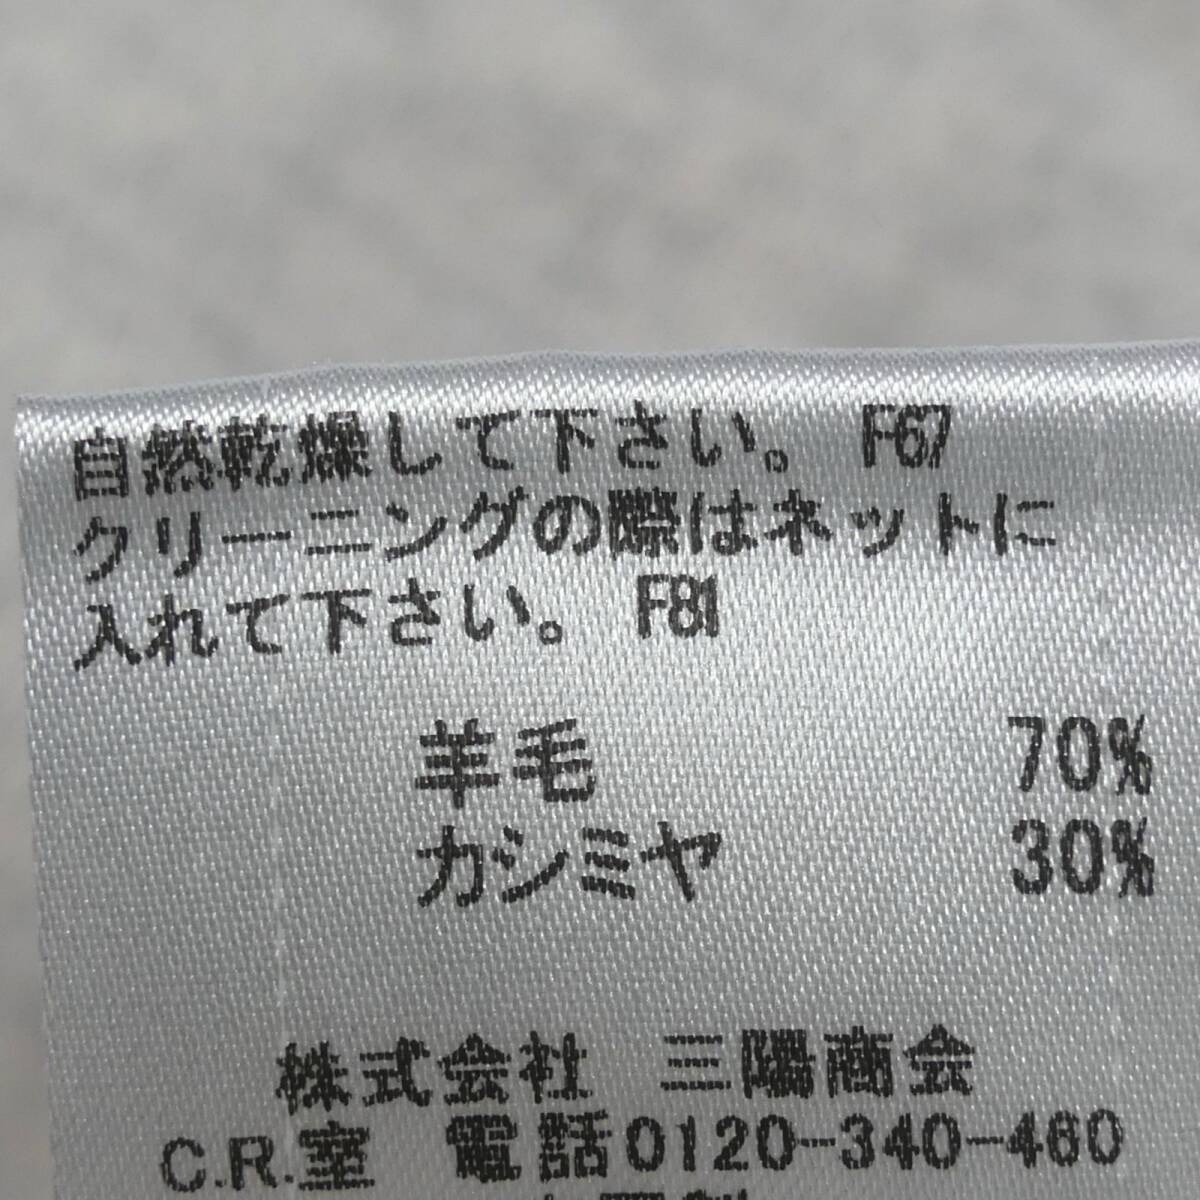 自然乾燥して下さい。 F-67
クリーニングの際はネットに
入れて下さい。 F-81
羊毛 70%
カシミヤ 30%
株式会社 三陽商会
C.R.室 電話0120-340-460